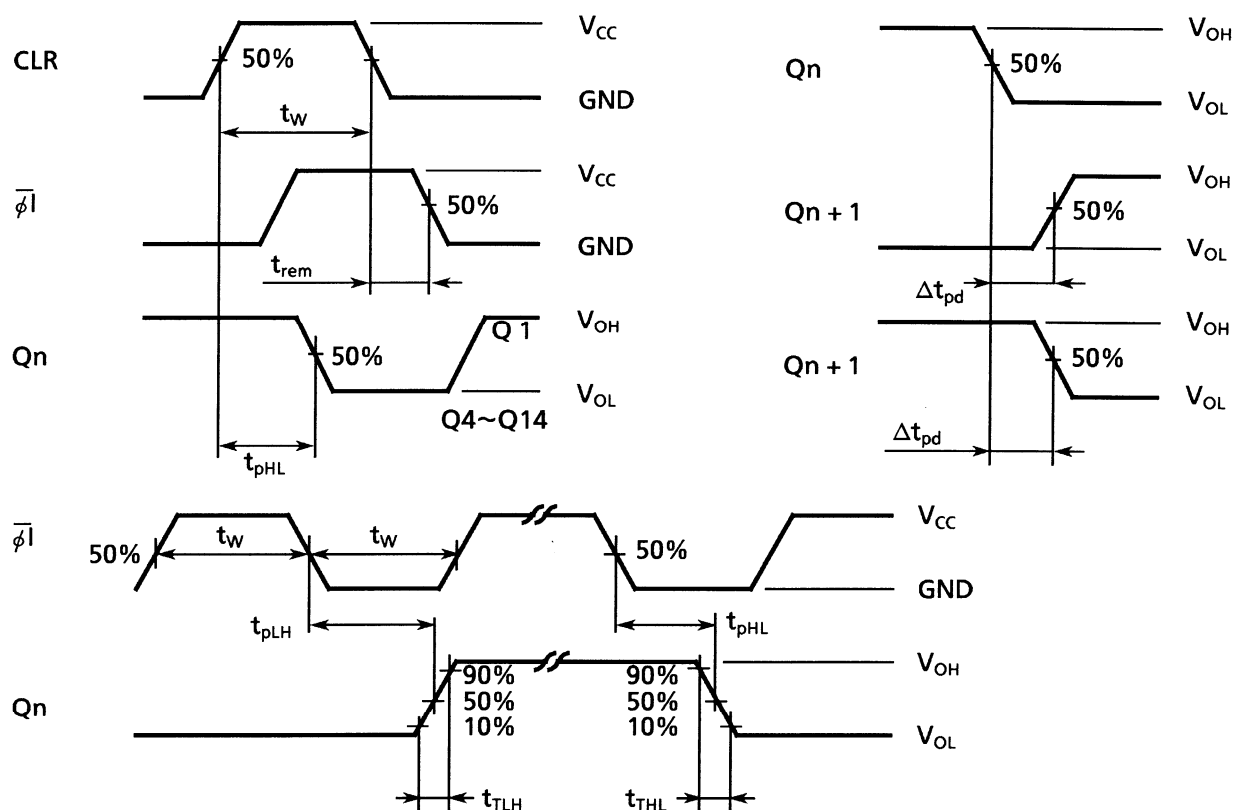 CLR
50%
V_CC
GND
t_W
φ̅I
V_CC
50%
GND
t_rem
Qn
V_OH
Q 1
50%
V_OL
Q4~Q14
t_pHL
Qn
V_OH
50%
V_OL
Qn + 1
V_OH
50%
V_OL
Δt_pd
Qn + 1
V_OH
50%
V_OL
Δt_pd
φ̅I
50%
t_W
t_W
50%
V_CC
GND
t_pLH
t_pHL
Qn
90%
50%
10%
90%
50%
10%
V_OH
V_OL
t_TLH
t_THL